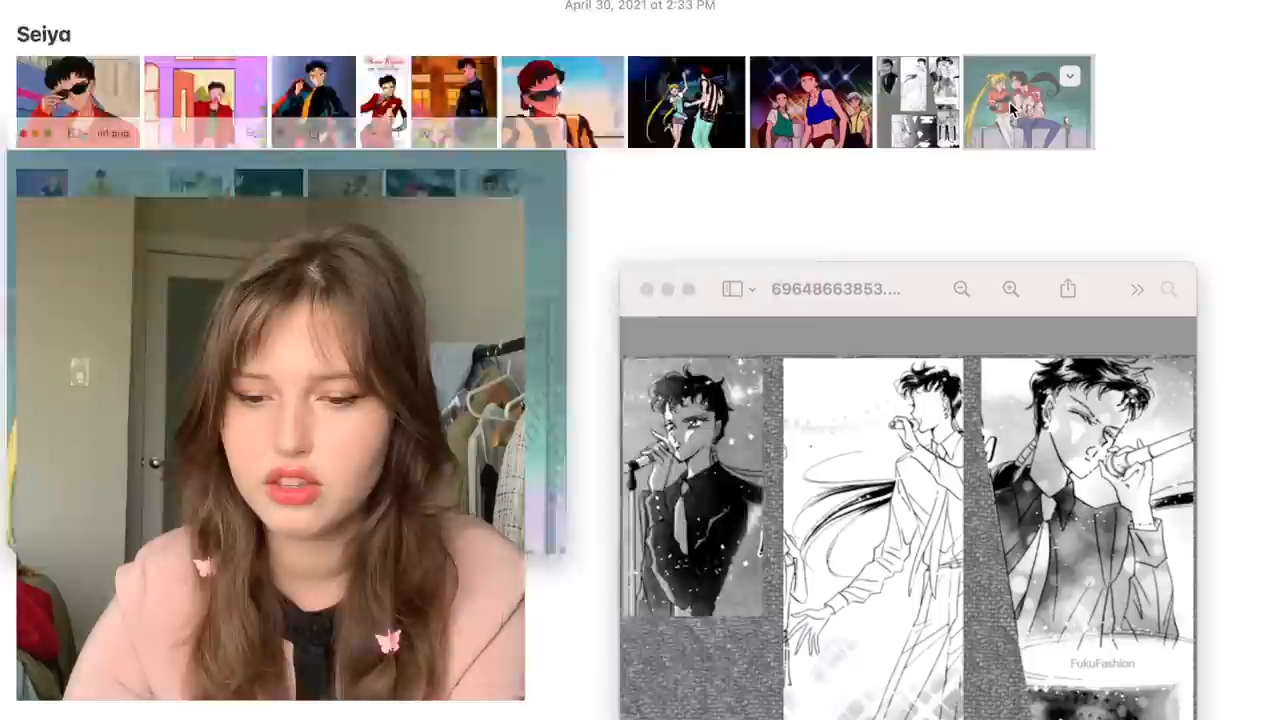 April 30, 2021 at 2:33 PM
Seiya
69648663853....
FukuFashion